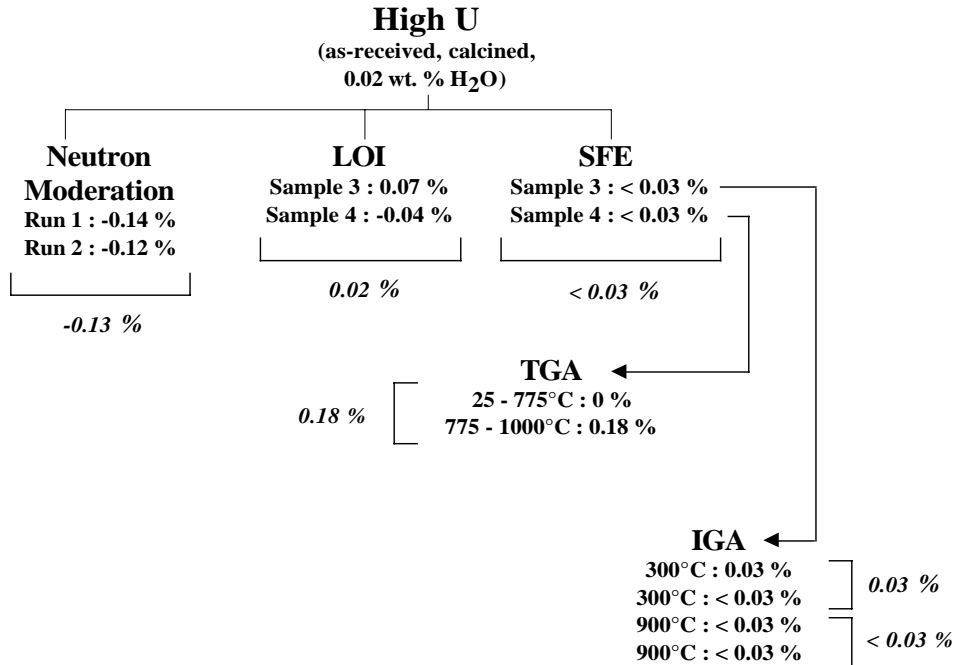 High U
(as-received, calcined,
0.02 wt. % H2O)
Neutron
Moderation
Run 1 : -0.14 %
Run 2 : -0.12 %
-0.13 %
LOI
Sample 3 : 0.07 %
Sample 4 : -0.04 %
0.02 %
SFE
Sample 3 : < 0.03 %
Sample 4 : < 0.03 %
< 0.03 %
TGA
25 - 775°C : 0 %
775 - 1000°C : 0.18 %
0.18 %
IGA
300°C : 0.03 %
300°C : < 0.03 %
900°C : < 0.03 %
900°C : < 0.03 %
0.03 %
< 0.03 %